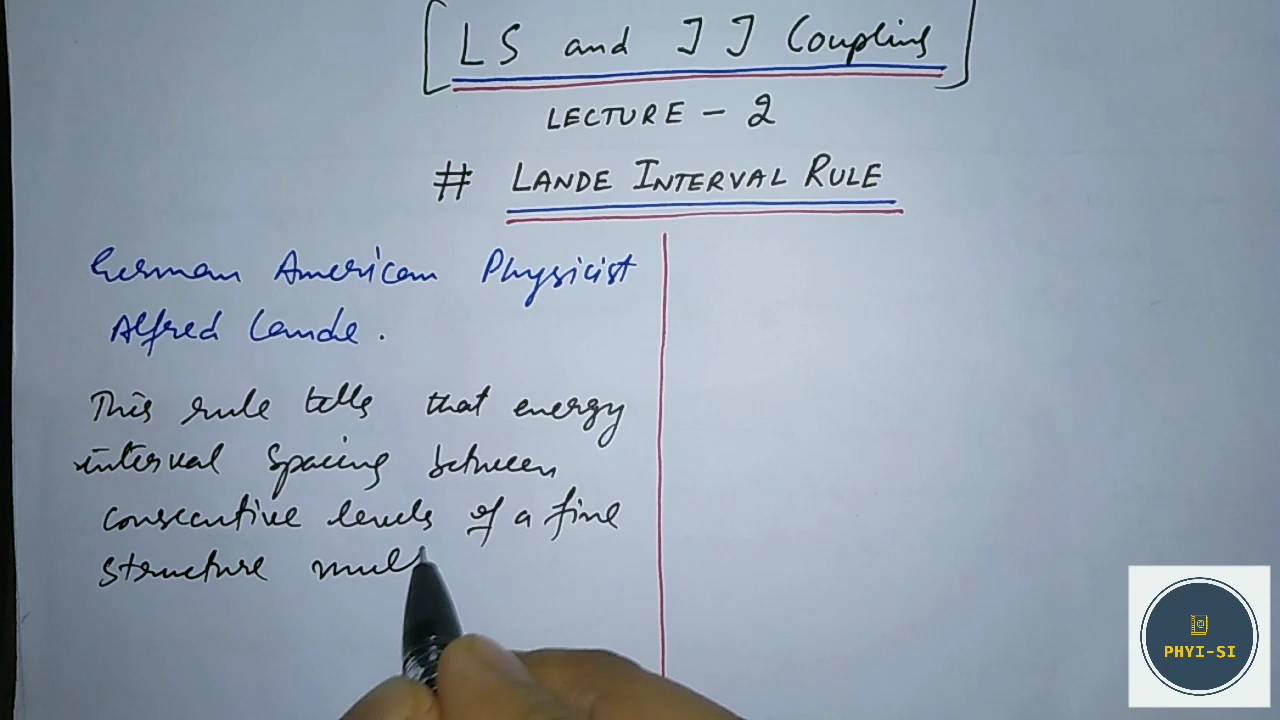 [LS and JJ Coupling]
LECTURE - 2
# LANDE INTERVAL RULE
German American Physicist
Alfred Lande.
This rule tells that energy
interval spacing between
consecutive levels of a fine
structure mul
PHYI-SI